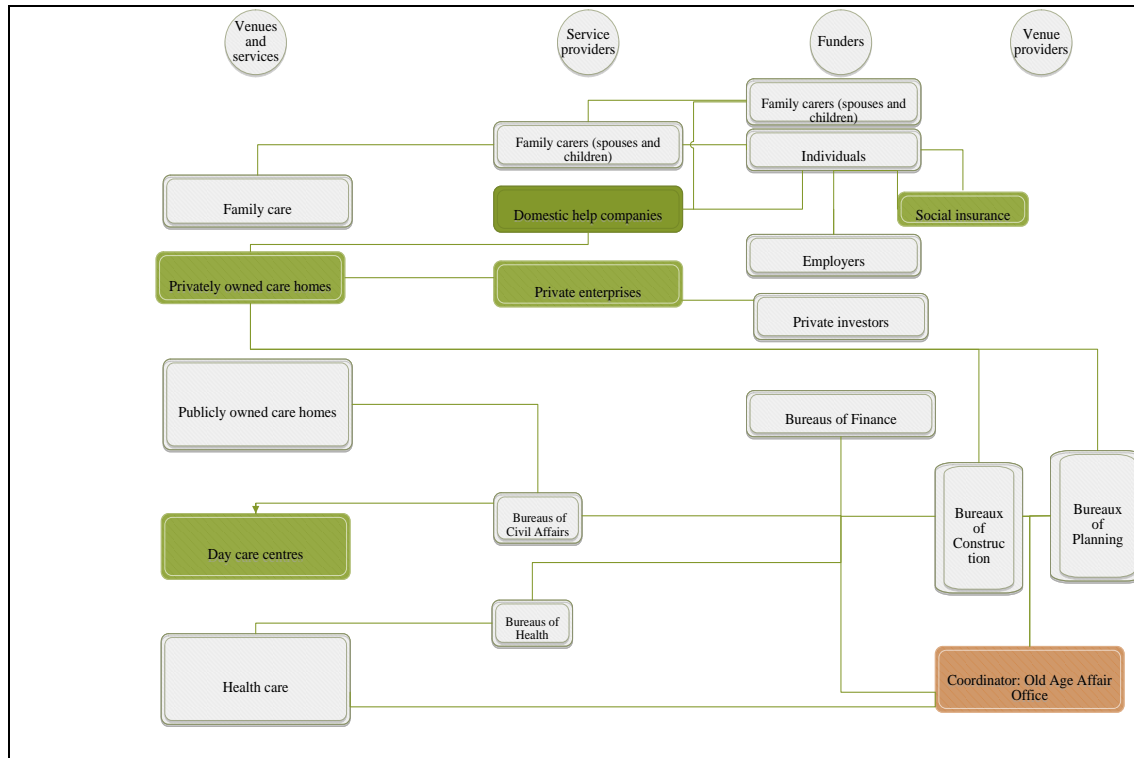 Venues
and
services
Service
providers
Funders
Venue
providers
Family carers (spouses and
children)
Family carers (spouses and
children)
Individuals
Family care
Domestic help companies
Social insurance
Employers
Privately owned care homes
Private enterprises
Private investors
Publicly owned care homes
Bureaus of Finance
Bureaus of
Civil Affairs
Bureaux
of
Construc
tion
Bureaux
of
Planning
Day care centres
Bureaus of
Health
Health care
Coordinator: Old Age Affair
Office